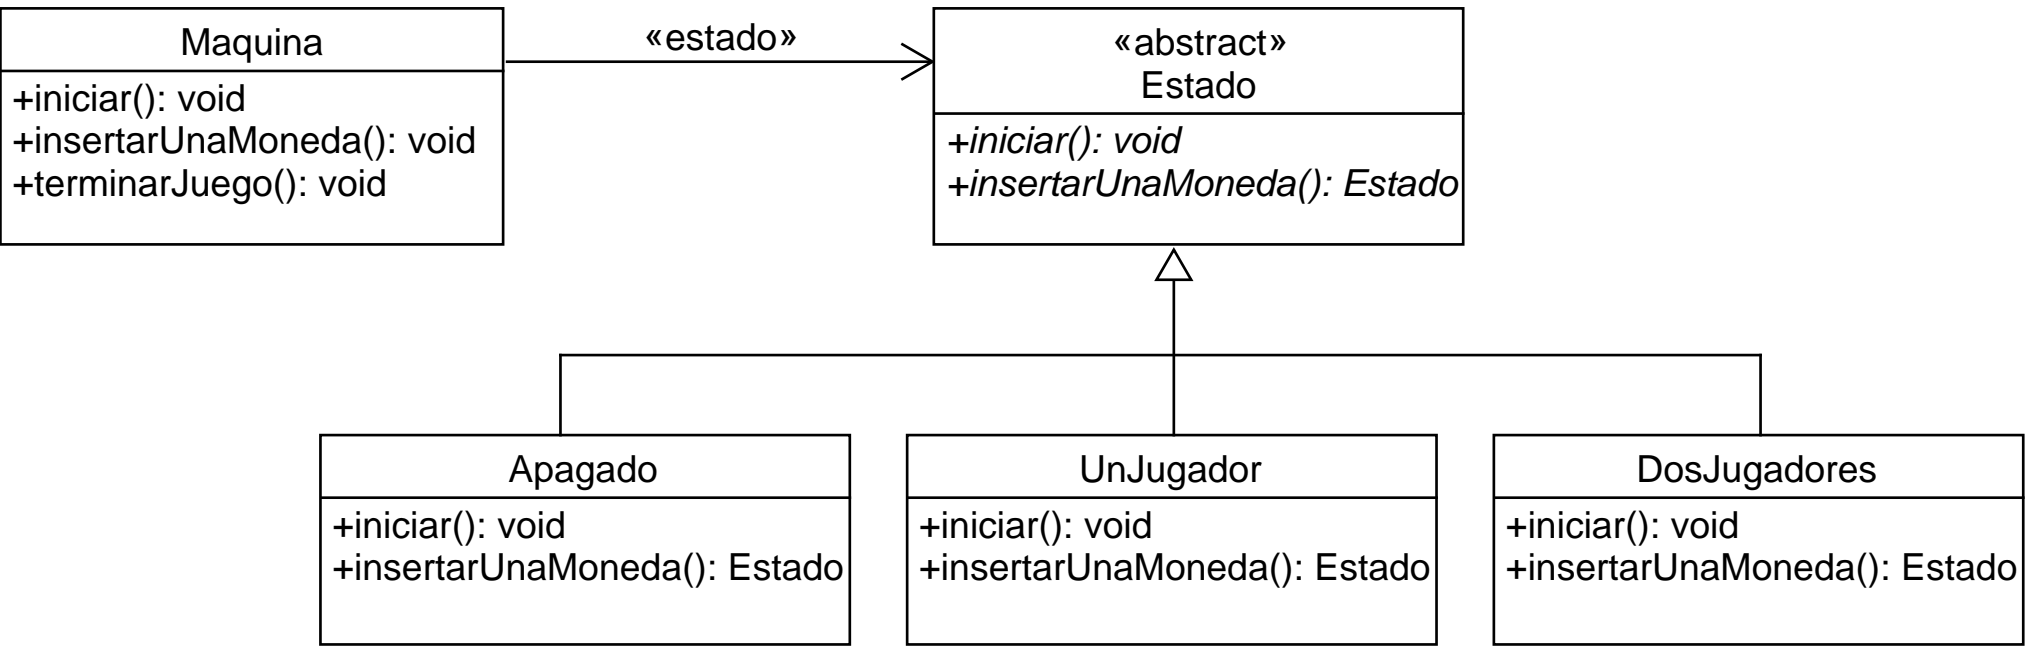 Maquina
+iniciar(): void
+insertarUnaMoneda(): void
+terminarJuego(): void
«estado»
«abstract»
Estado
+iniciar(): void
+insertarUnaMoneda(): Estado
Apagado
+iniciar(): void
+insertarUnaMoneda(): Estado
UnJugador
+iniciar(): void
+insertarUnaMoneda(): Estado
DosJugadores
+iniciar(): void
+insertarUnaMoneda(): Estado